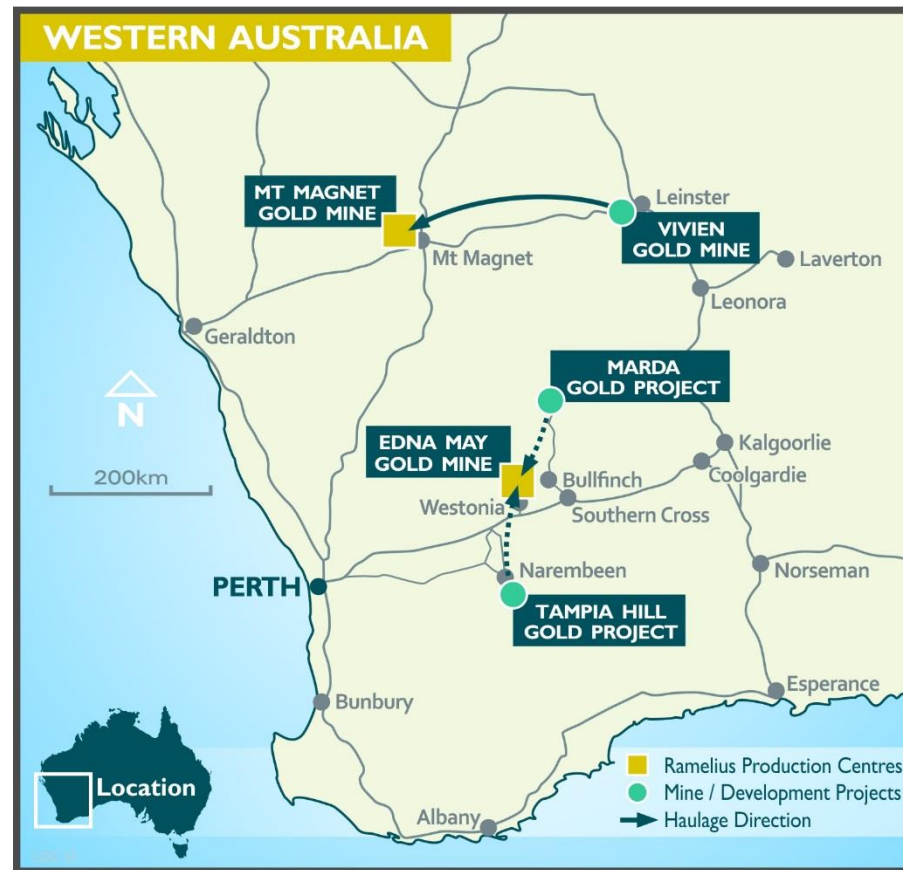 WESTERN AUSTRALIA
MT MAGNET
GOLD MINE
Leinster
VIVIEN
GOLD MINE
Mt Magnet
Laverton
Leonora
Geraldton
MARDA
GOLD PROJECT
N
EDNA MAY
GOLD MINE
Kalgoorlie
200km
Bullfinch
Coolgardie
Westonia
Southern Cross
Narembeen
Norseman
PERTH
TAMPIA HILL
GOLD PROJECT
Esperance
Bunbury
Ramelius Production Centres
Location
Mine / Development Projects
Albany
Haulage Direction